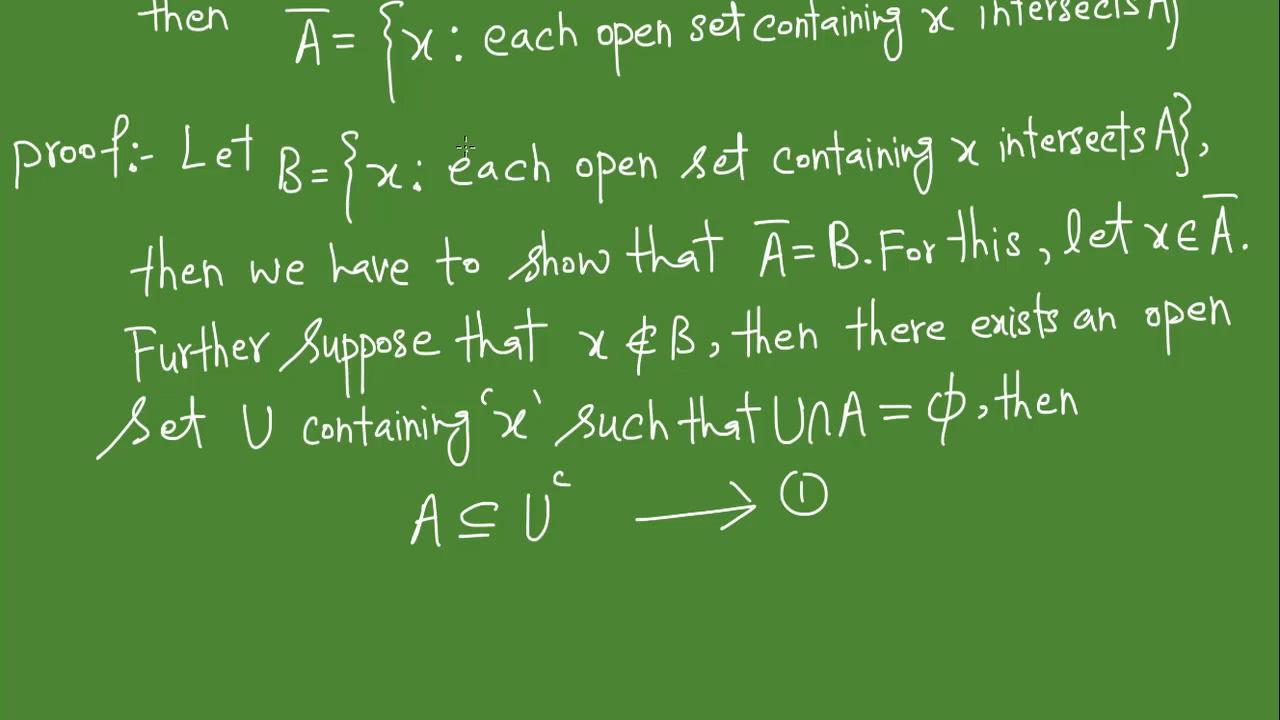 then A̅ = {x : each open set containing x intersects A}
proof:- Let B = {x : each open set containing x intersects A},
then we have to show that A̅ = B. For this, let x ∈ A̅.
Further suppose that x ∉ B, then there exists an open
set U containing 'x' such that U∩A = ϕ, then
A ⊆ Uᶜ ⟶ ①